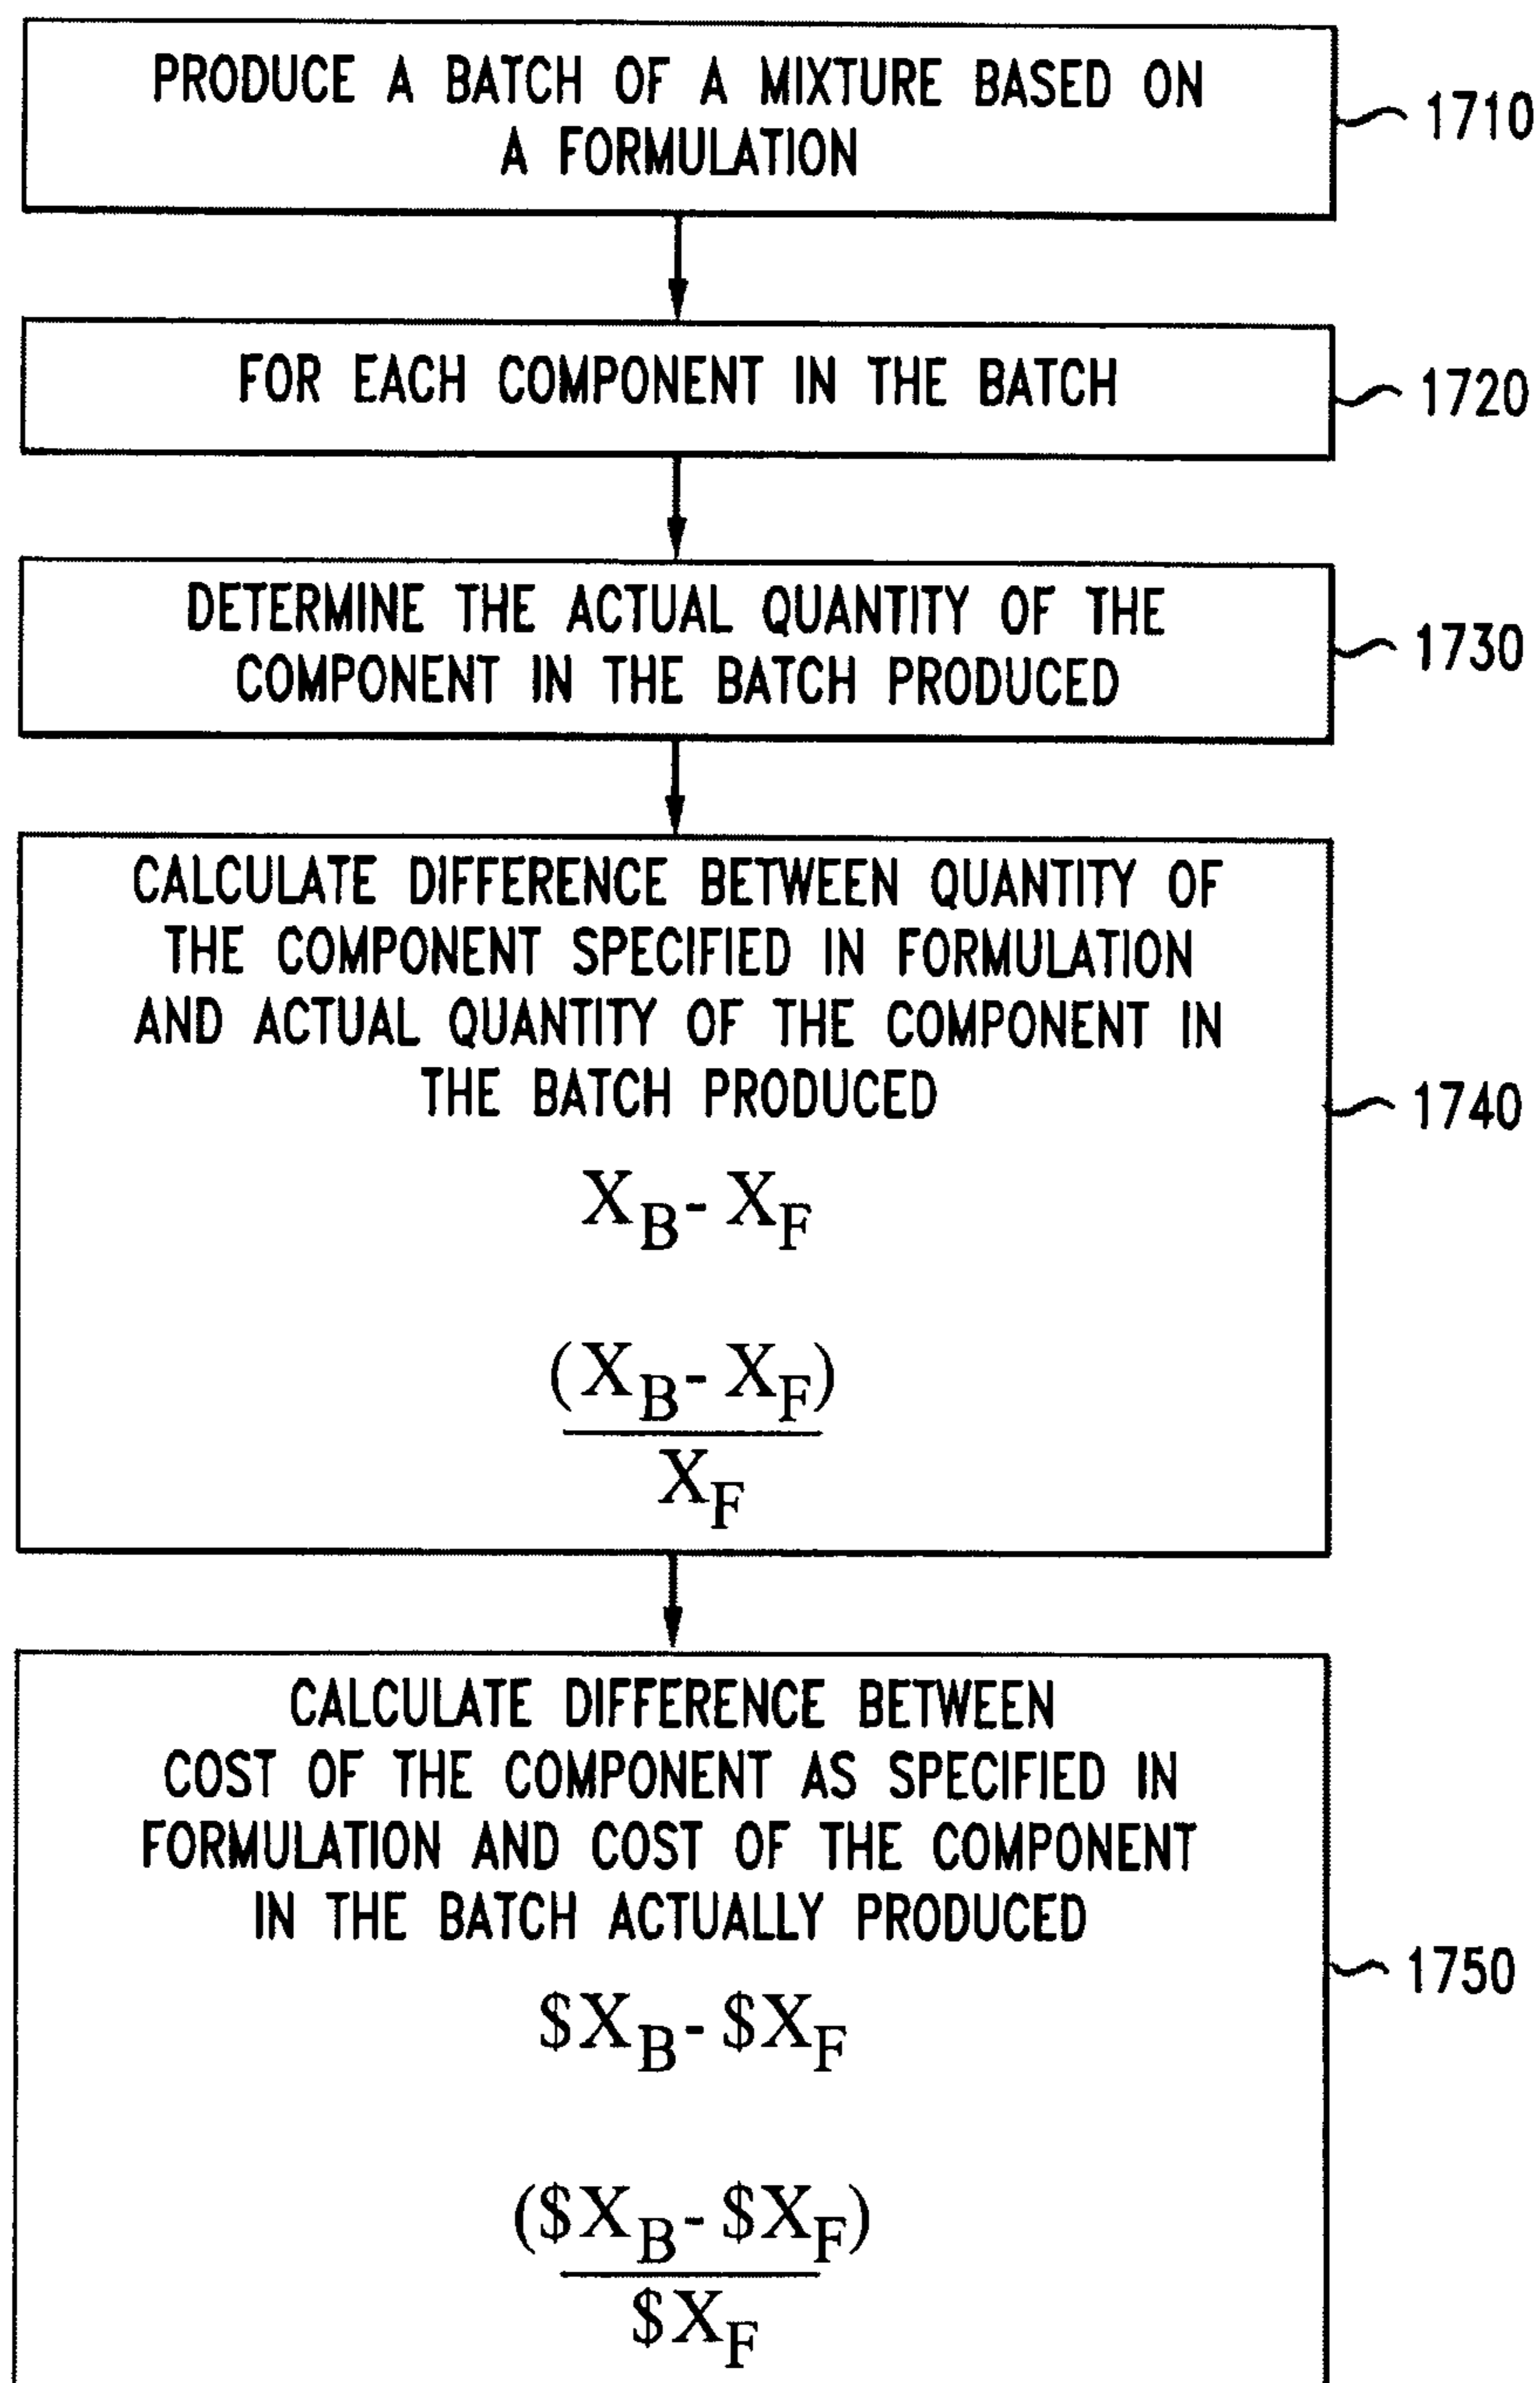 PRODUCE A BATCH OF A MIXTURE BASED ON
A FORMULATION
1710
FOR EACH COMPONENT IN THE BATCH
1720
DETERMINE THE ACTUAL QUANTITY OF THE
COMPONENT IN THE BATCH PRODUCED
1730
CALCULATE DIFFERENCE BETWEEN QUANTITY OF
THE COMPONENT SPECIFIED IN FORMULATION
AND ACTUAL QUANTITY OF THE COMPONENT IN
THE BATCH PRODUCED
1740
X_B - X_F
(X_B - X_F)
X_F
CALCULATE DIFFERENCE BETWEEN
COST OF THE COMPONENT AS SPECIFIED IN
FORMULATION AND COST OF THE COMPONENT
IN THE BATCH ACTUALLY PRODUCED
1750
$X_B - $X_F
($X_B - $X_F)
$X_F